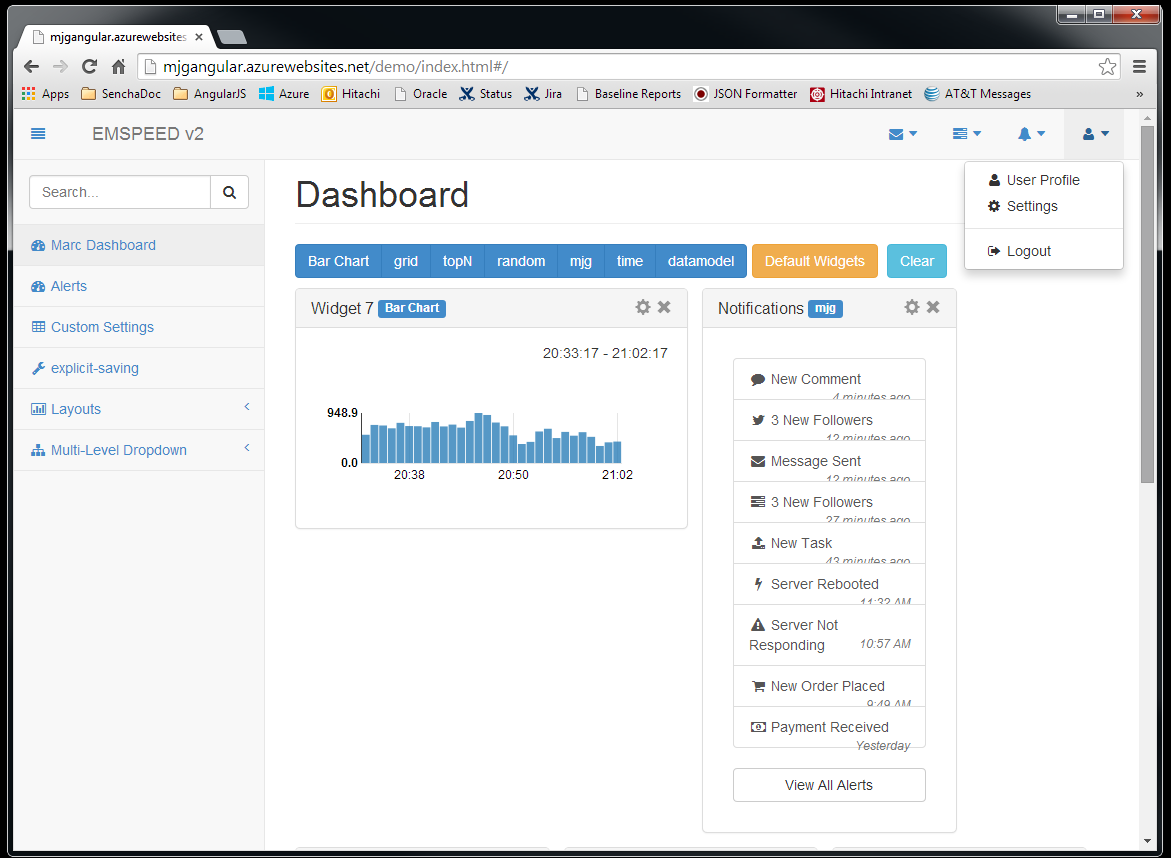 mjgangular.azurewebsites
mjgangular.azurewebsites.net/demo/index.html#/
Apps SenchaDoc AngularJS Azure Hitachi Oracle Status Jira Baseline Reports JSON Formatter Hitachi Intranet AT&T Messages »
EMSPEED v2
User Profile
Settings
Logout
Search...
Marc Dashboard
Alerts
Custom Settings
explicit-saving
Layouts
Multi-Level Dropdown
Dashboard
Bar Chart grid topN random mjg time datamodel Default Widgets Clear
Widget 7 Bar Chart
20:33:17 - 21:02:17
948.9
0.0
20:38 20:50 21:02
Notifications mjg
New Comment
4 minutes ago
3 New Followers
12 minutes ago
Message Sent
12 minutes ago
3 New Followers
27 minutes ago
New Task
43 minutes ago
Server Rebooted
11:32 AM
Server Not
Responding 10:57 AM
New Order Placed
9:49 AM
Payment Received
Yesterday
View All Alerts